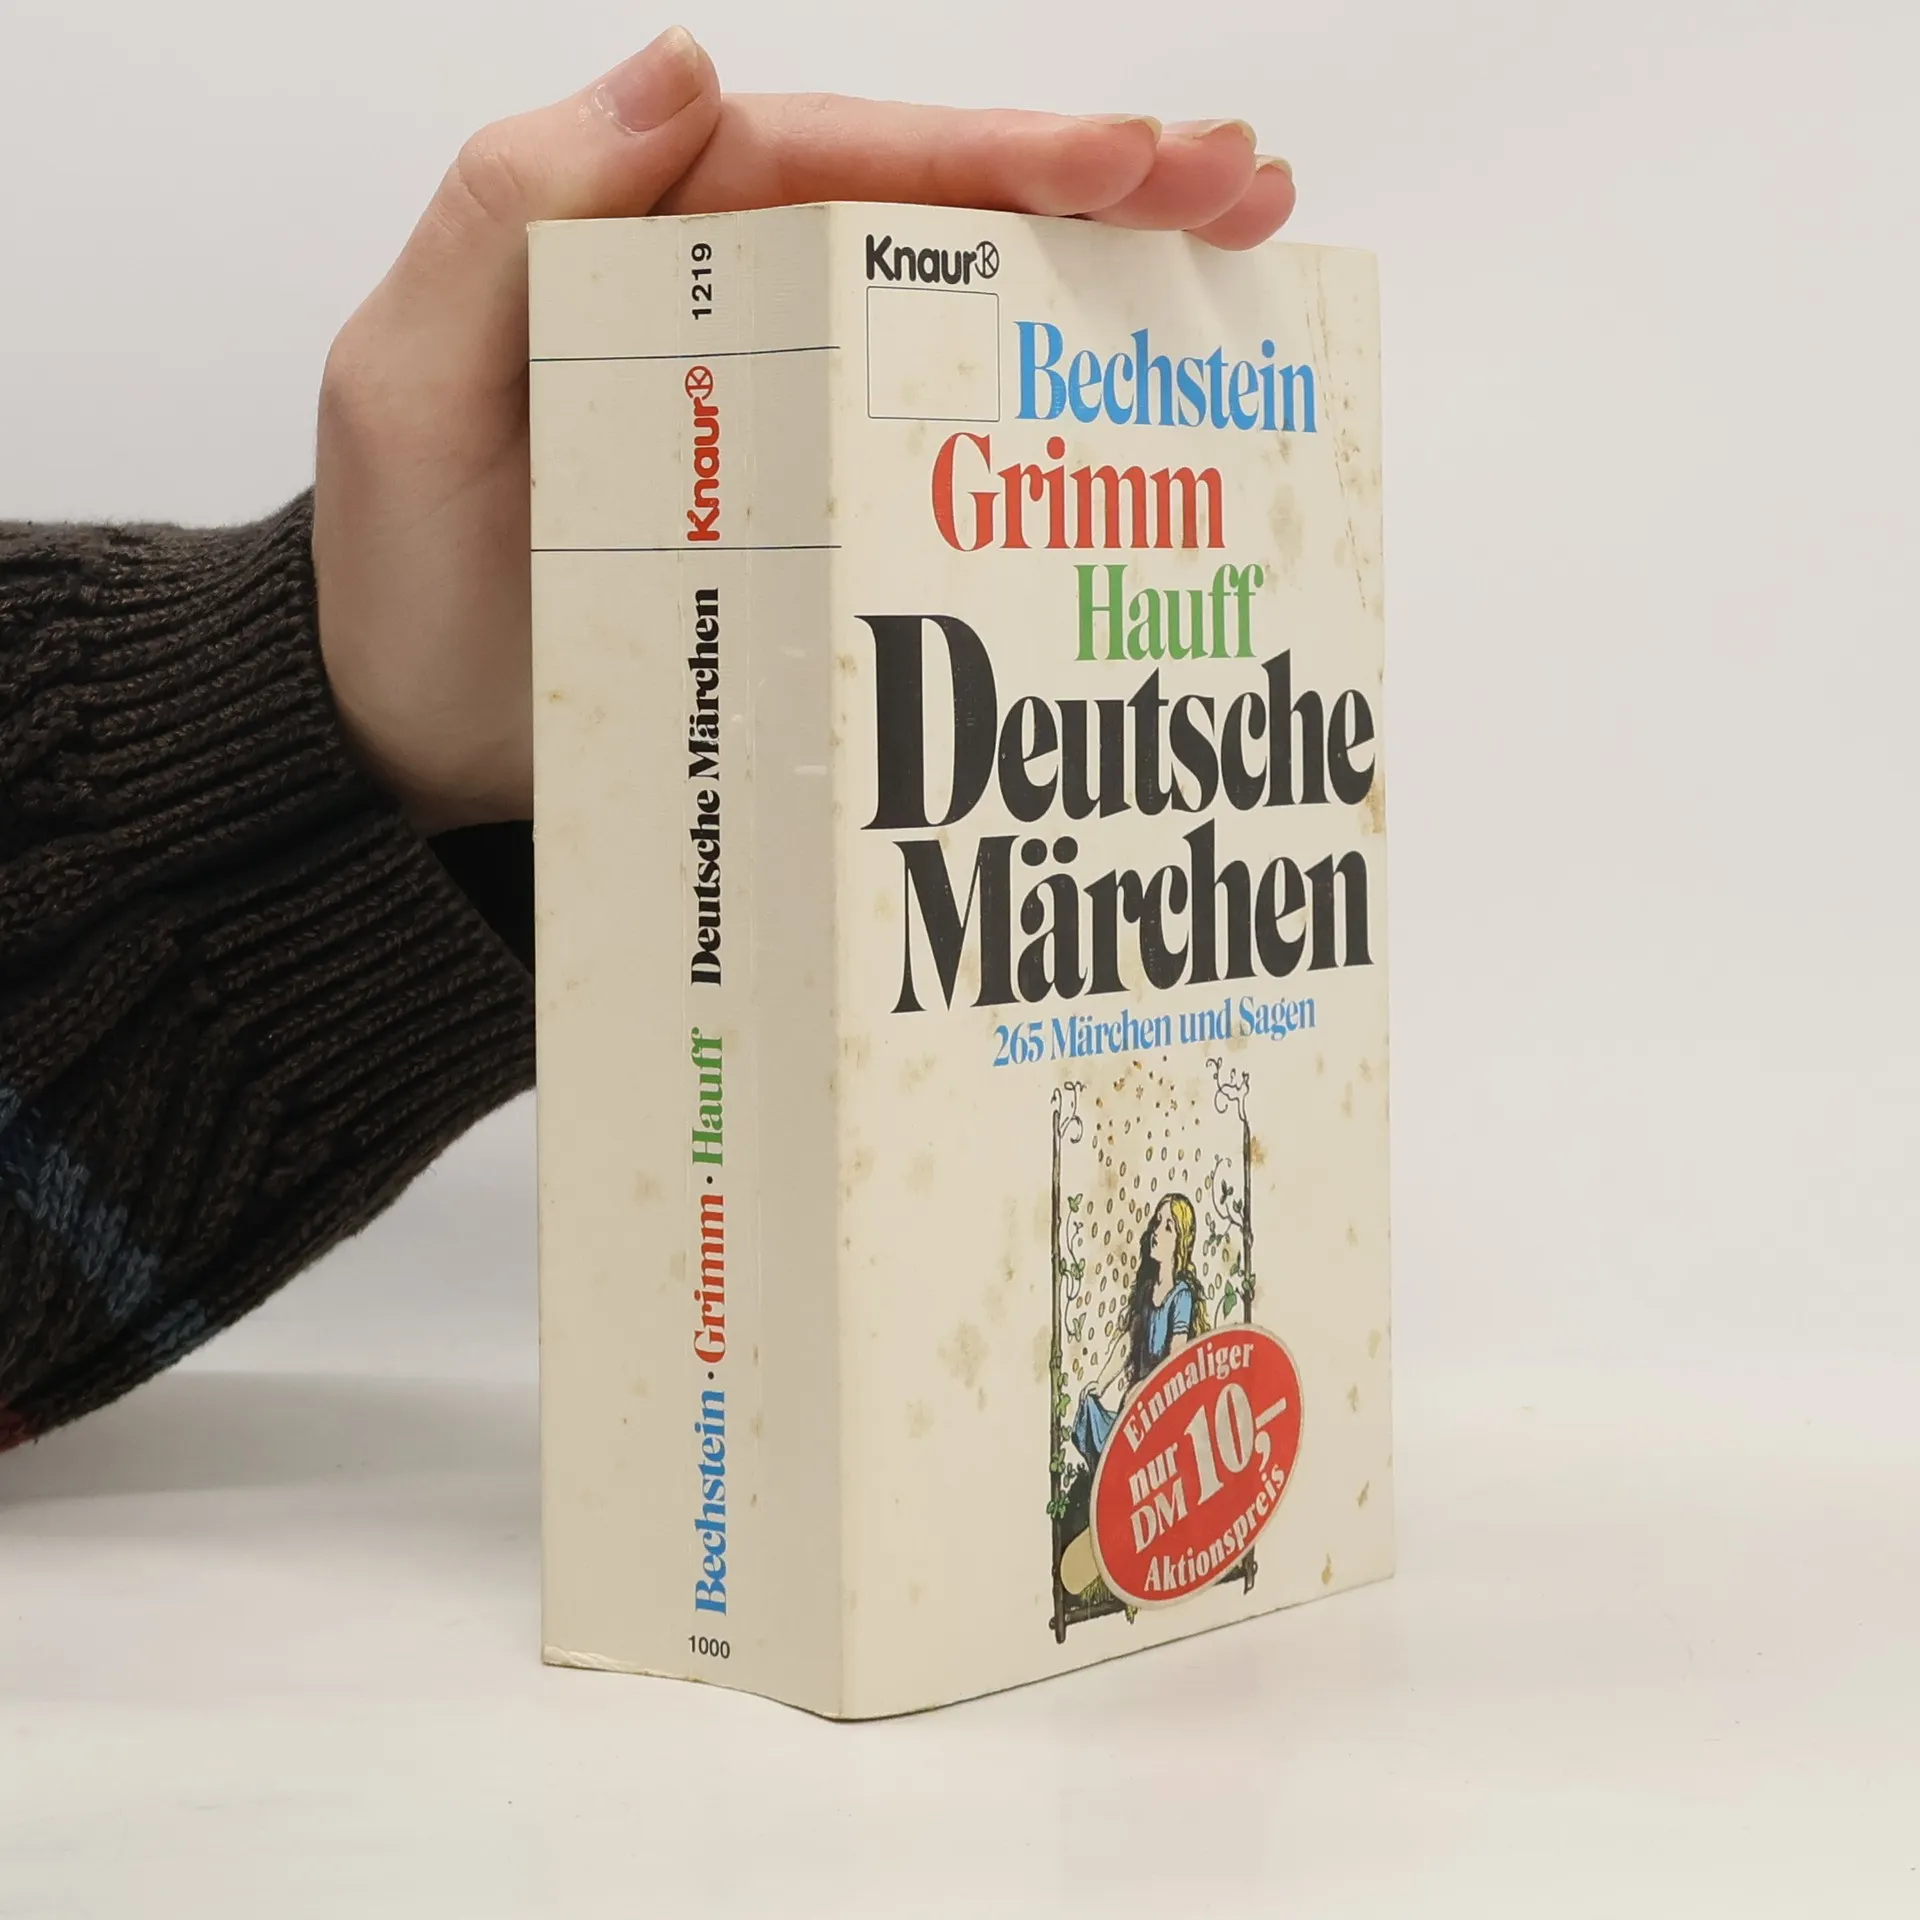 1219
Knaur
Deutsche Märchen
Bechstein · Grimm · Hauff
1000
Knaur
Bechstein
Grimm
Hauff
Deutsche
Märchen
265 Märchen und Sagen
Einmaliger
nur
DM 10,–
Aktionspreis